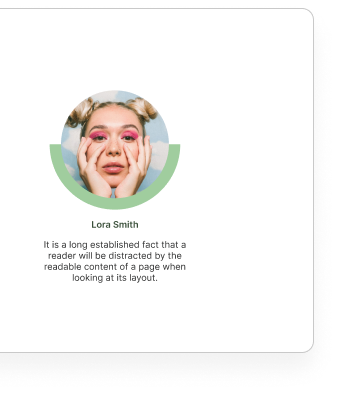 Lora Smith
It is a long established fact that a
reader will be distracted by the
readable content of a page when
looking at its layout.